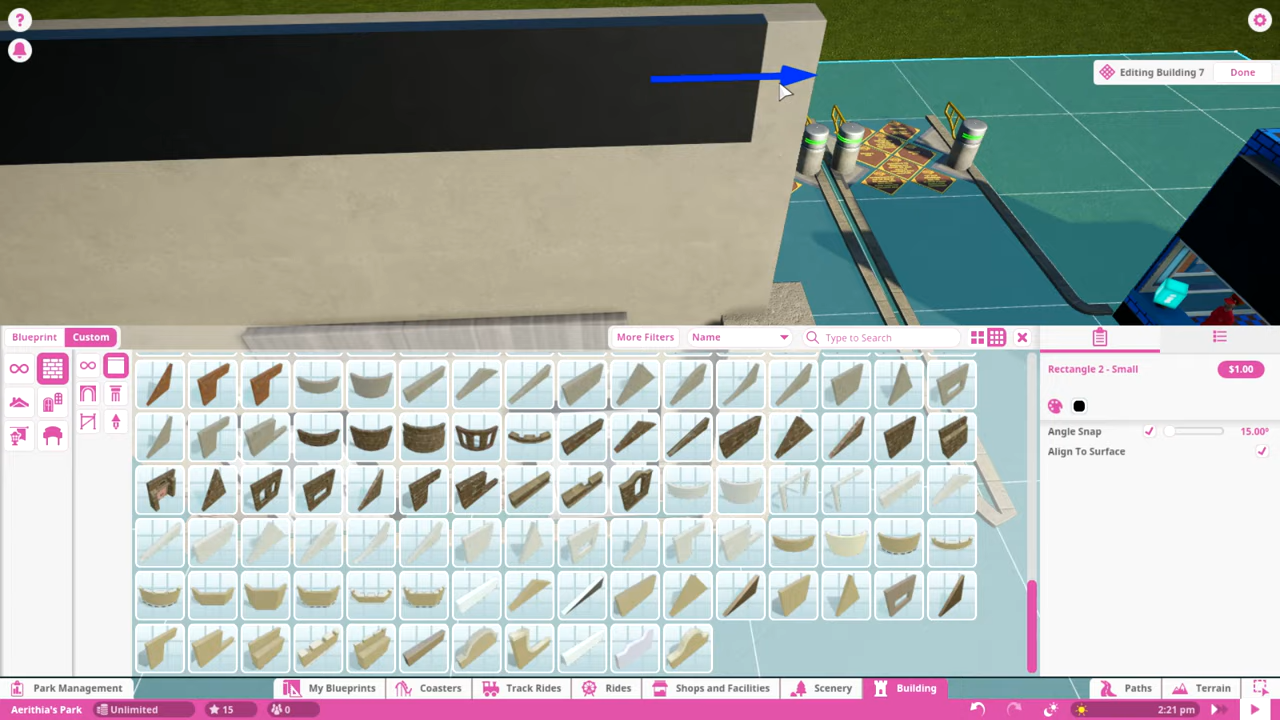 ?
Editing Building 7 Done
Blueprint Custom More Filters Name Type to Search
Rectangle 2 - Small $1.00
Angle Snap 15.00º
Align To Surface
Park Management My Blueprints Coasters Track Rides Rides Shops and Facilities Scenery Building Paths Terrain
Aerithia's Park Unlimited 15 0 2:21 pm